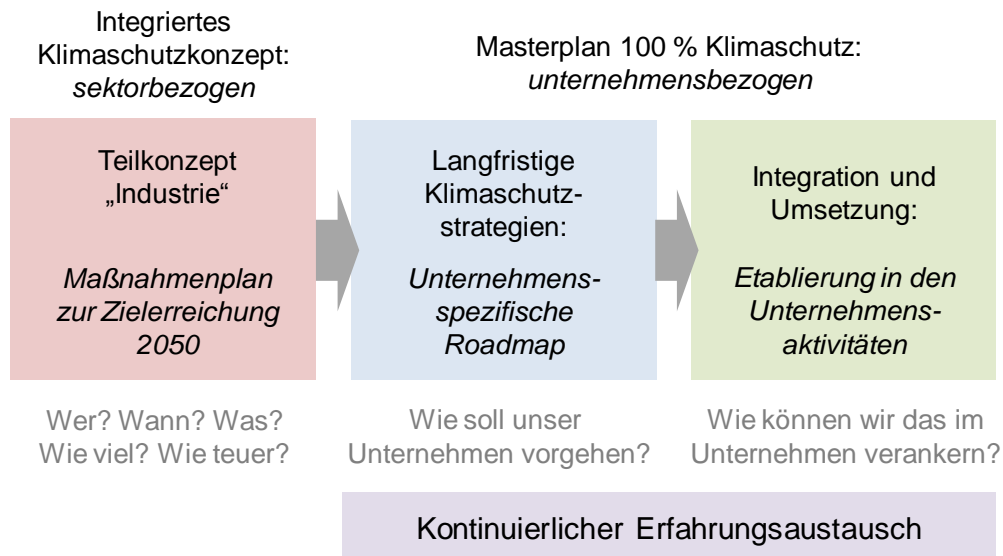 Integriertes
Klimaschutzkonzept:
sektorbezogen
Masterplan 100 % Klimaschutz:
unternehmensbezogen
Teilkonzept
„Industrie“
Maßnahmenplan
zur Zielerreichung
2050
Langfristige
Klimaschutz-
strategien:
Unternehmens-
spezifische
Roadmap
Integration und
Umsetzung:
Etablierung in den
Unternehmens-
aktivitäten
Wer? Wann? Was?
Wie viel? Wie teuer?
Wie soll unser
Unternehmen vorgehen?
Wie können wir das im
Unternehmen verankern?
Kontinuierlicher Erfahrungsaustausch